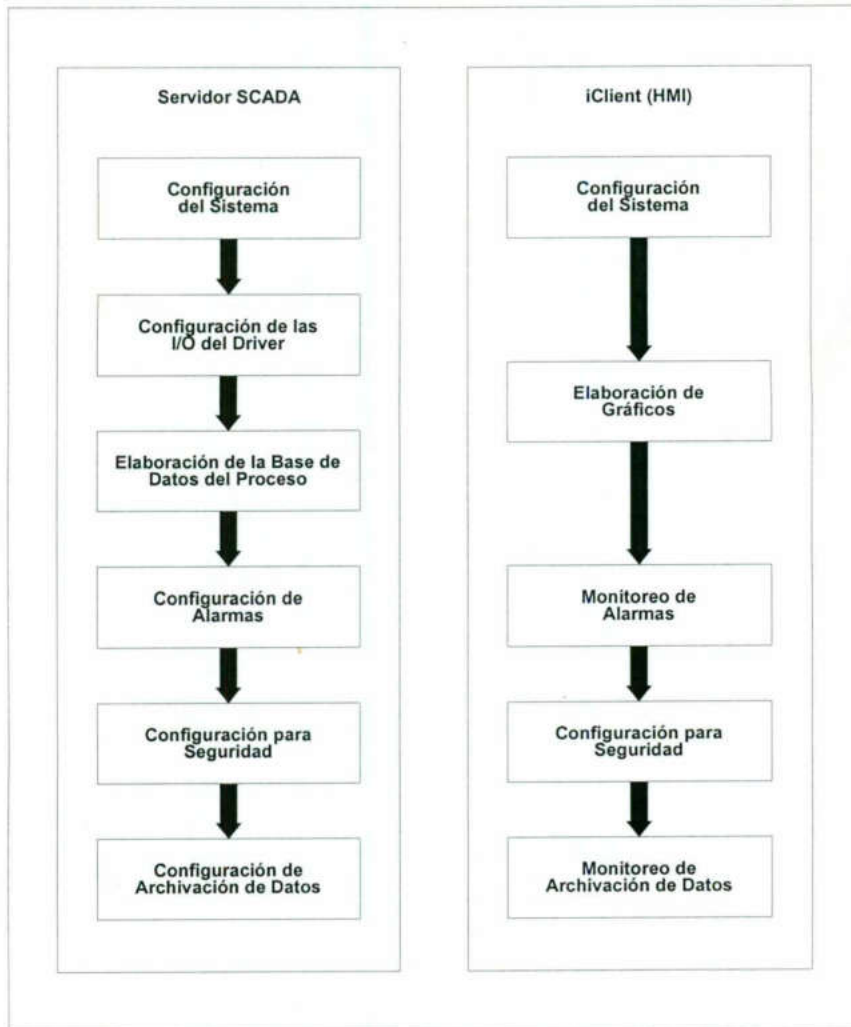 Servidor SCADA
Configuración
del Sistema
Configuración de las
I/O del Driver
Elaboración de la Base de
Datos del Proceso
Configuración de
Alarmas
Configuración para
Seguridad
Configuración de
Archivación de Datos
iClient (HMI)
Configuración
del Sistema
Elaboración de
Gráficos
Monitoreo de
Alarmas
Configuración para
Seguridad
Monitoreo de
Archivación de Datos